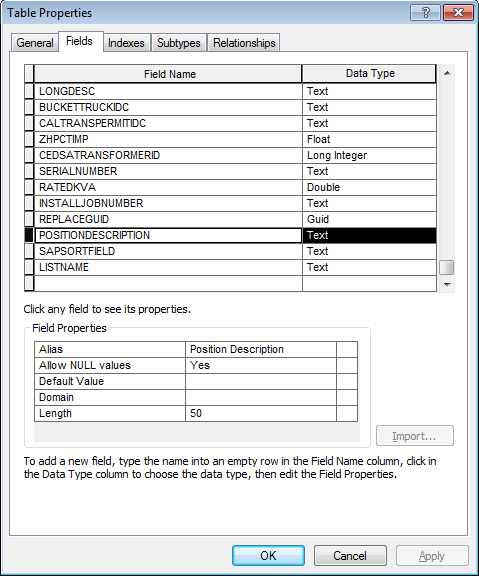 Table Properties
General Fields Indexes Subtypes Relationships
Field Name Data Type
LONGDESC Text
BUCKETTRUCKIDC Text
CALTRANSPERMITIDC Text
ZHPCTIMP Float
CEDSATRANSFORMERID Long Integer
SERIALNUMBER Text
RATEDKVA Double
INSTALLJOBNUMBER Text
REPLACEGUID Guid
POSITIONDESCRIPTION Text
SAPSORTFIELD Text
LISTNAME Text
Click any field to see its properties.
Field Properties
Alias Position Description
Allow NULL values Yes
Default Value
Domain
Length 50
Import...
To add a new field, type the name into an empty row in the Field Name column, click in
the Data Type column to choose the data type, then edit the Field Properties.
OK Cancel Apply